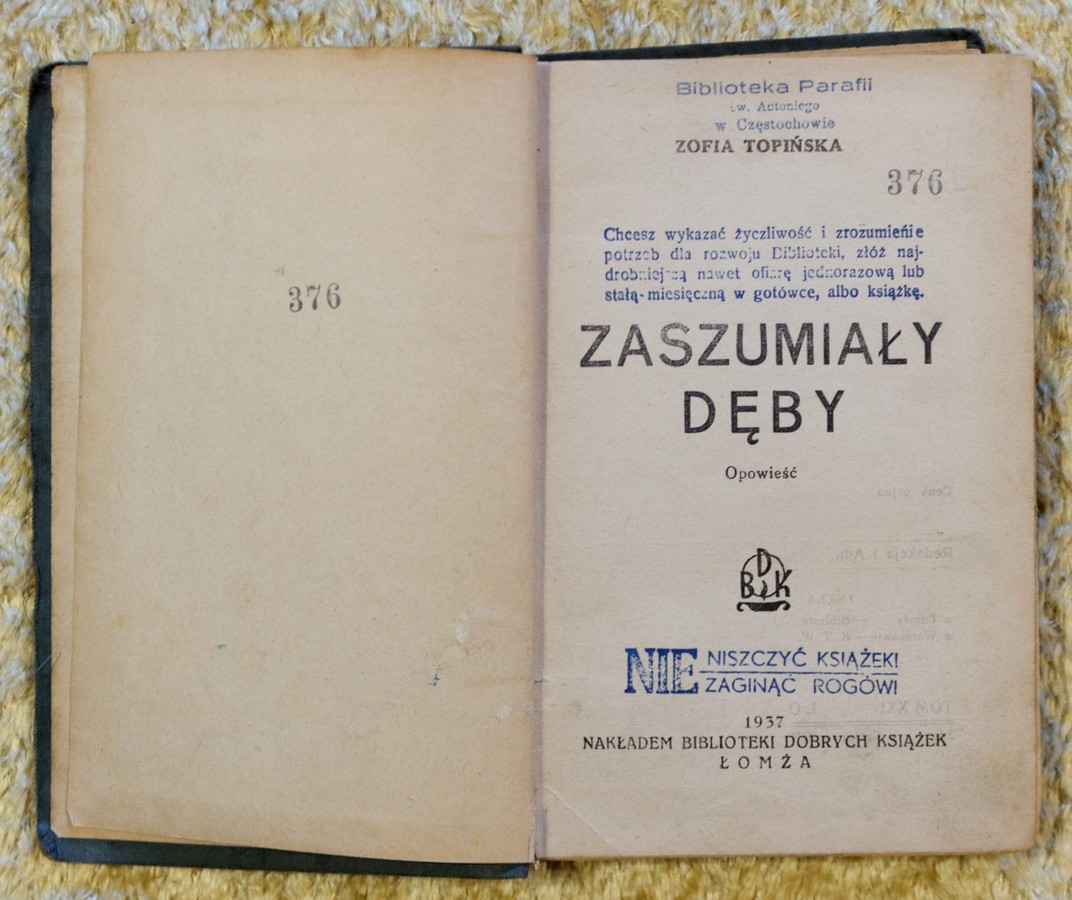 376
Biblioteka Parafii
św. Antoniego
w Częstochowie
ZOFIA TOPIŃSKA
376
Chcesz wykazać życzliwość i zrozumienie
potrzeb dla rozwoju Biblioteki, złóż naj-
drobniejszą nawet ofiarę jednorazową lub
stałą-miesięczną w gotówce, albo książkę.
ZASZUMIAŁY
DĘBY
Opowieść
BDK
NIE NISZCZYĆ KSIĄŻEK!
ZAGINAĆ ROGÓW!
1937
NAKŁADEM BIBLIOTEKI DOBRYCH KSIĄŻEK
ŁOMŻA